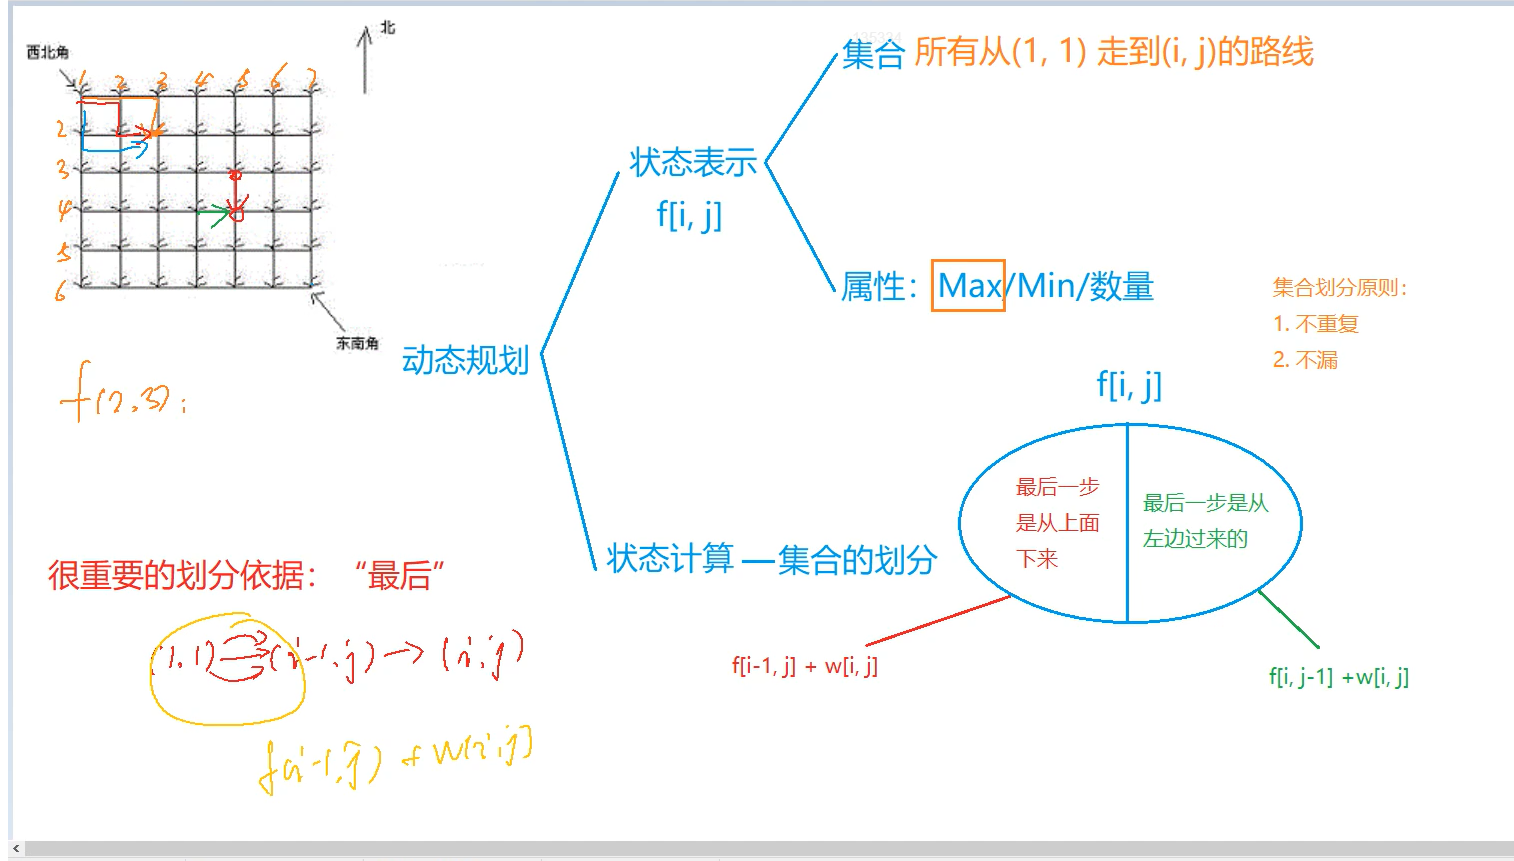 北
西北角
1 2 3 4 5 6 7
2
3
4
5
6
东南角
f(2,3):
动态规划
状态表示
f[i, j]
集合 所有从(1, 1) 走到(i, j)的路线
属性：Max/Min/数量
集合划分原则：
1. 不重复
2. 不漏
f[i, j]
最后一步
是从上面
下来
最后一步是从
左边过来的
状态计算 — 集合的划分
f[i-1, j] + w[i, j]
f[i, j-1] +w[i, j]
很重要的划分依据：“最后”
(1,1) → (i-1,j) → (i,j)
f(i-1,j) + w(i,j)